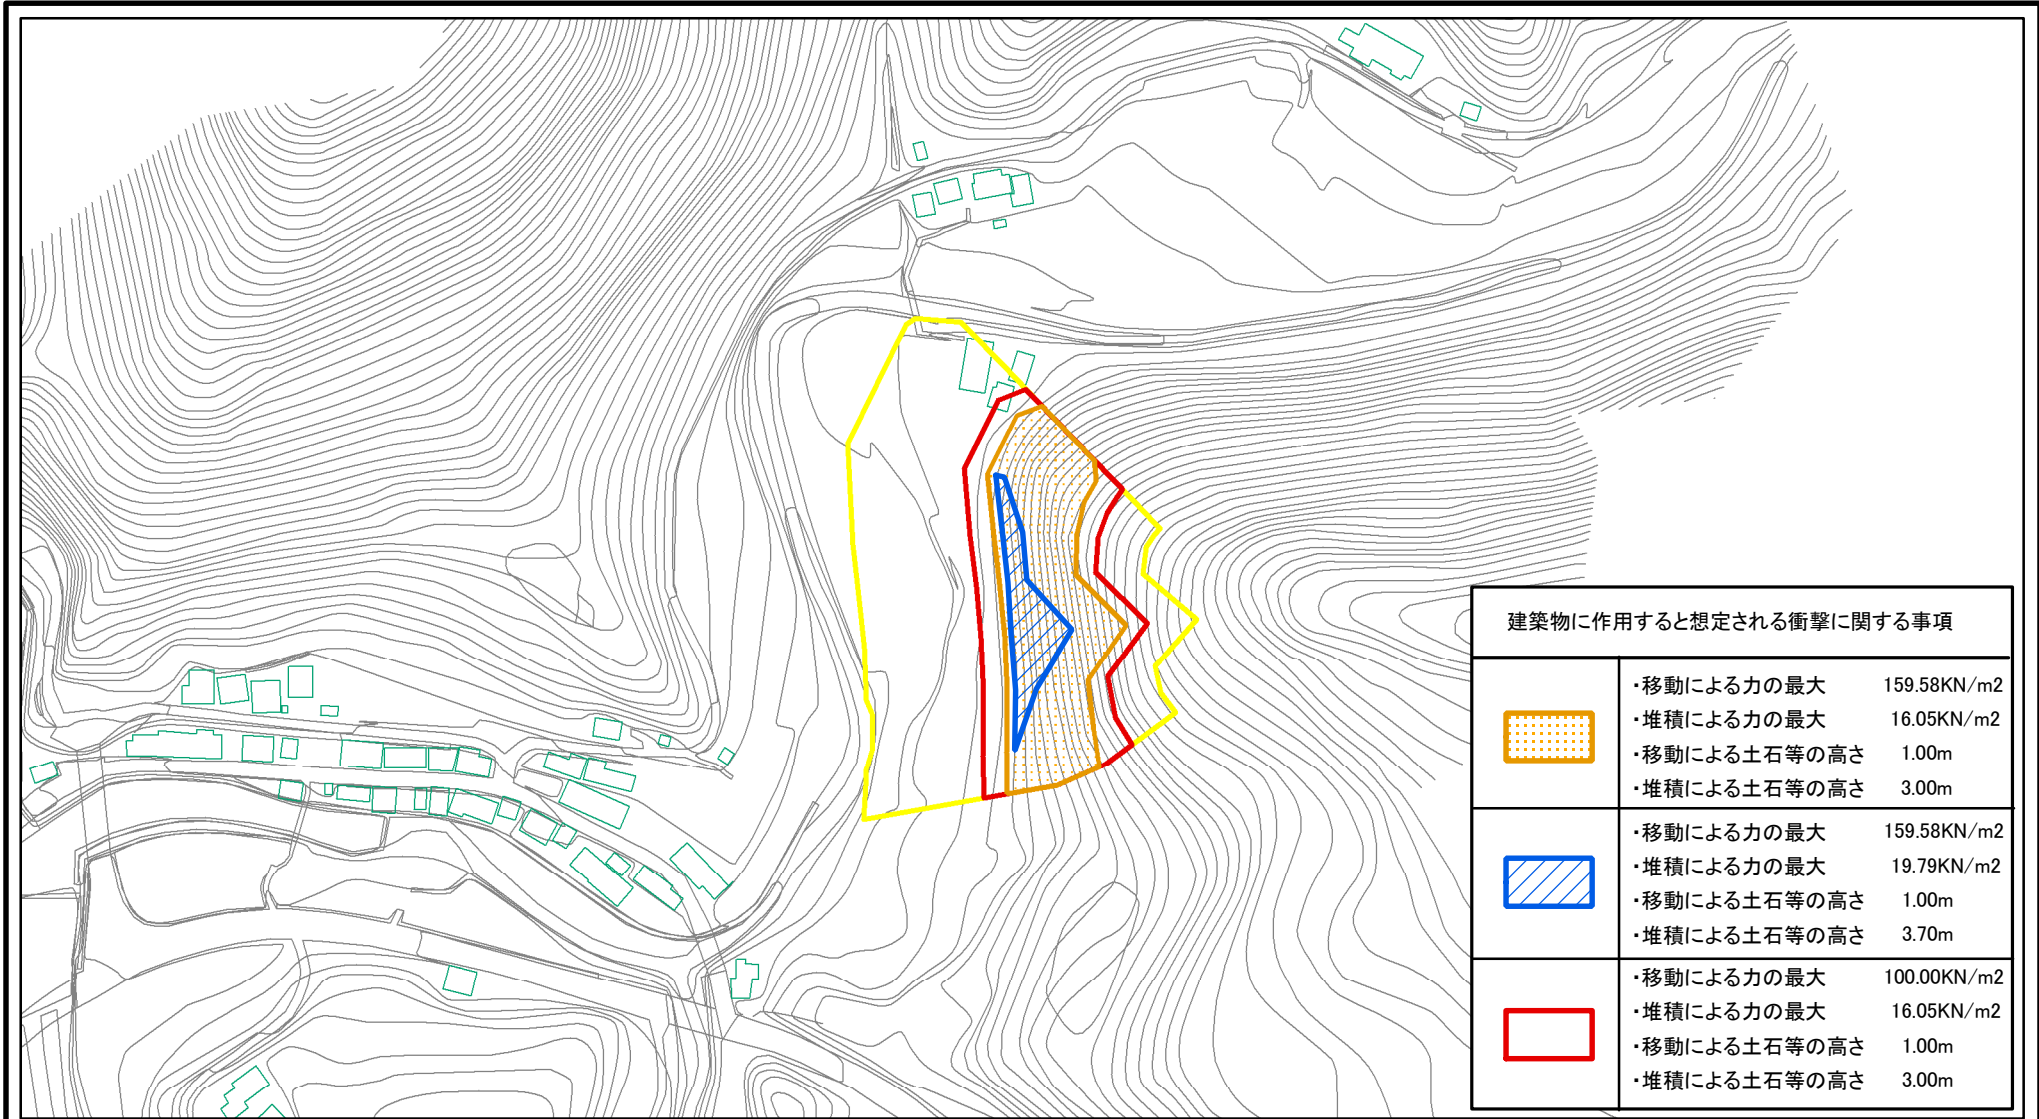 建築物に作用すると想定される衝撃に関する事項
・移動による力の最大 159.58KN/m2
・堆積による力の最大 16.05KN/m2
・移動による土石等の高さ 1.00m
・堆積による土石等の高さ 3.00m
・移動による力の最大 159.58KN/m2
・堆積による力の最大 19.79KN/m2
・移動による土石等の高さ 1.00m
・堆積による土石等の高さ 3.70m
・移動による力の最大 100.00KN/m2
・堆積による力の最大 16.05KN/m2
・移動による土石等の高さ 1.00m
・堆積による土石等の高さ 3.00m